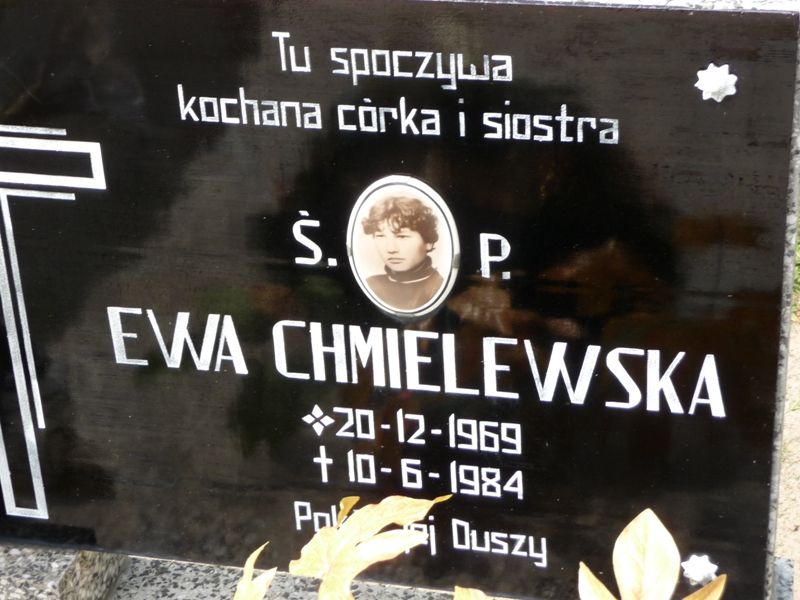 Tu spoczywa
kochana córka i siostra
Ś. P.
EWA CHMIELEWSKA
20-12-1969
† 10-6-1984
Duszy